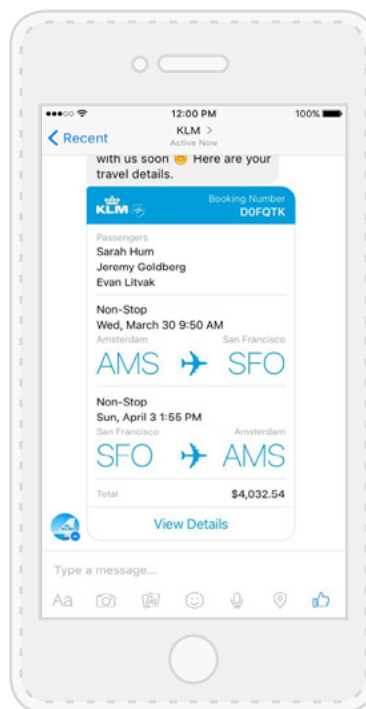 12:00 PM
100%
Recent
KLM >
Active Now
with us soon 😊 Here are your
travel details.
KLM
Booking Number
D0FQTK
Passengers
Sarah Hum
Jeremy Goldberg
Evan Litvak
Non-Stop
Wed, March 30 9:50 AM
Amsterdam San Francisco
AMS SFO
Non-Stop
Sun, April 3 1:55 PM
San Francisco Amsterdam
SFO AMS
Total $4,032.54
View Details
Type a message...
Aa